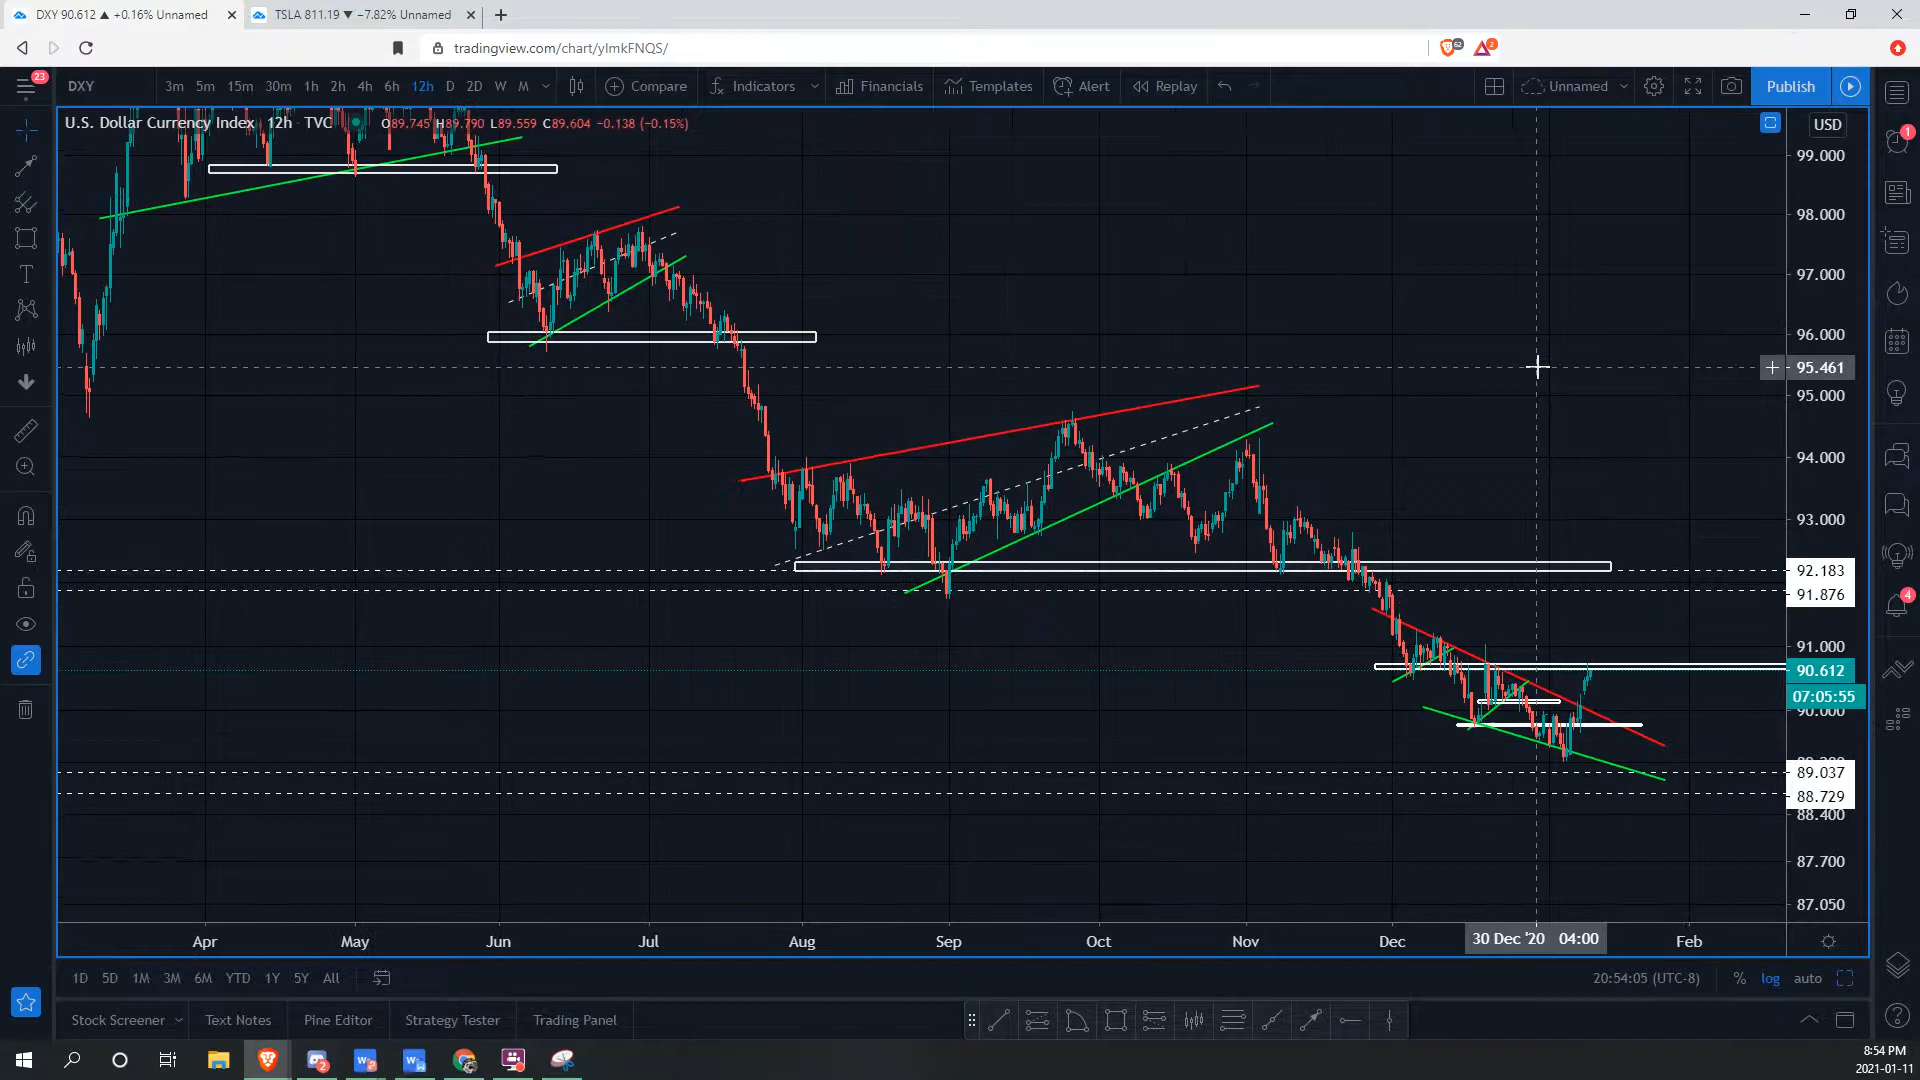 DXY 90.612 ▲ +0.16% Unnamed
TSLA 811.19 ▼ −7.82% Unnamed
tradingview.com/chart/ylmkFNQS/
62
2
23
DXY 3m 5m 15m 30m 1h 2h 4h 6h 12h D 2D W M Compare Indicators Financials Templates Alert Replay Unnamed Publish
U.S. Dollar Currency Index 12h TVC O89.745 H89.790 L89.559 C89.604 −0.138 (−0.15%)
USD
1
99.000
98.000
97.000
96.000
95.461
95.000
94.000
93.000
92.183
91.876
4
91.000
90.612
07:05:55
90.000
89.037
88.729
88.400
87.700
87.050
Apr May Jun Jul Aug Sep Oct Nov Dec 30 Dec '20 04:00 Feb
1D 5D 1M 3M 6M YTD 1Y 5Y All 20:54:05 (UTC-8) % log auto
Stock Screener Text Notes Pine Editor Strategy Tester Trading Panel
2
8:54 PM
2021-01-11